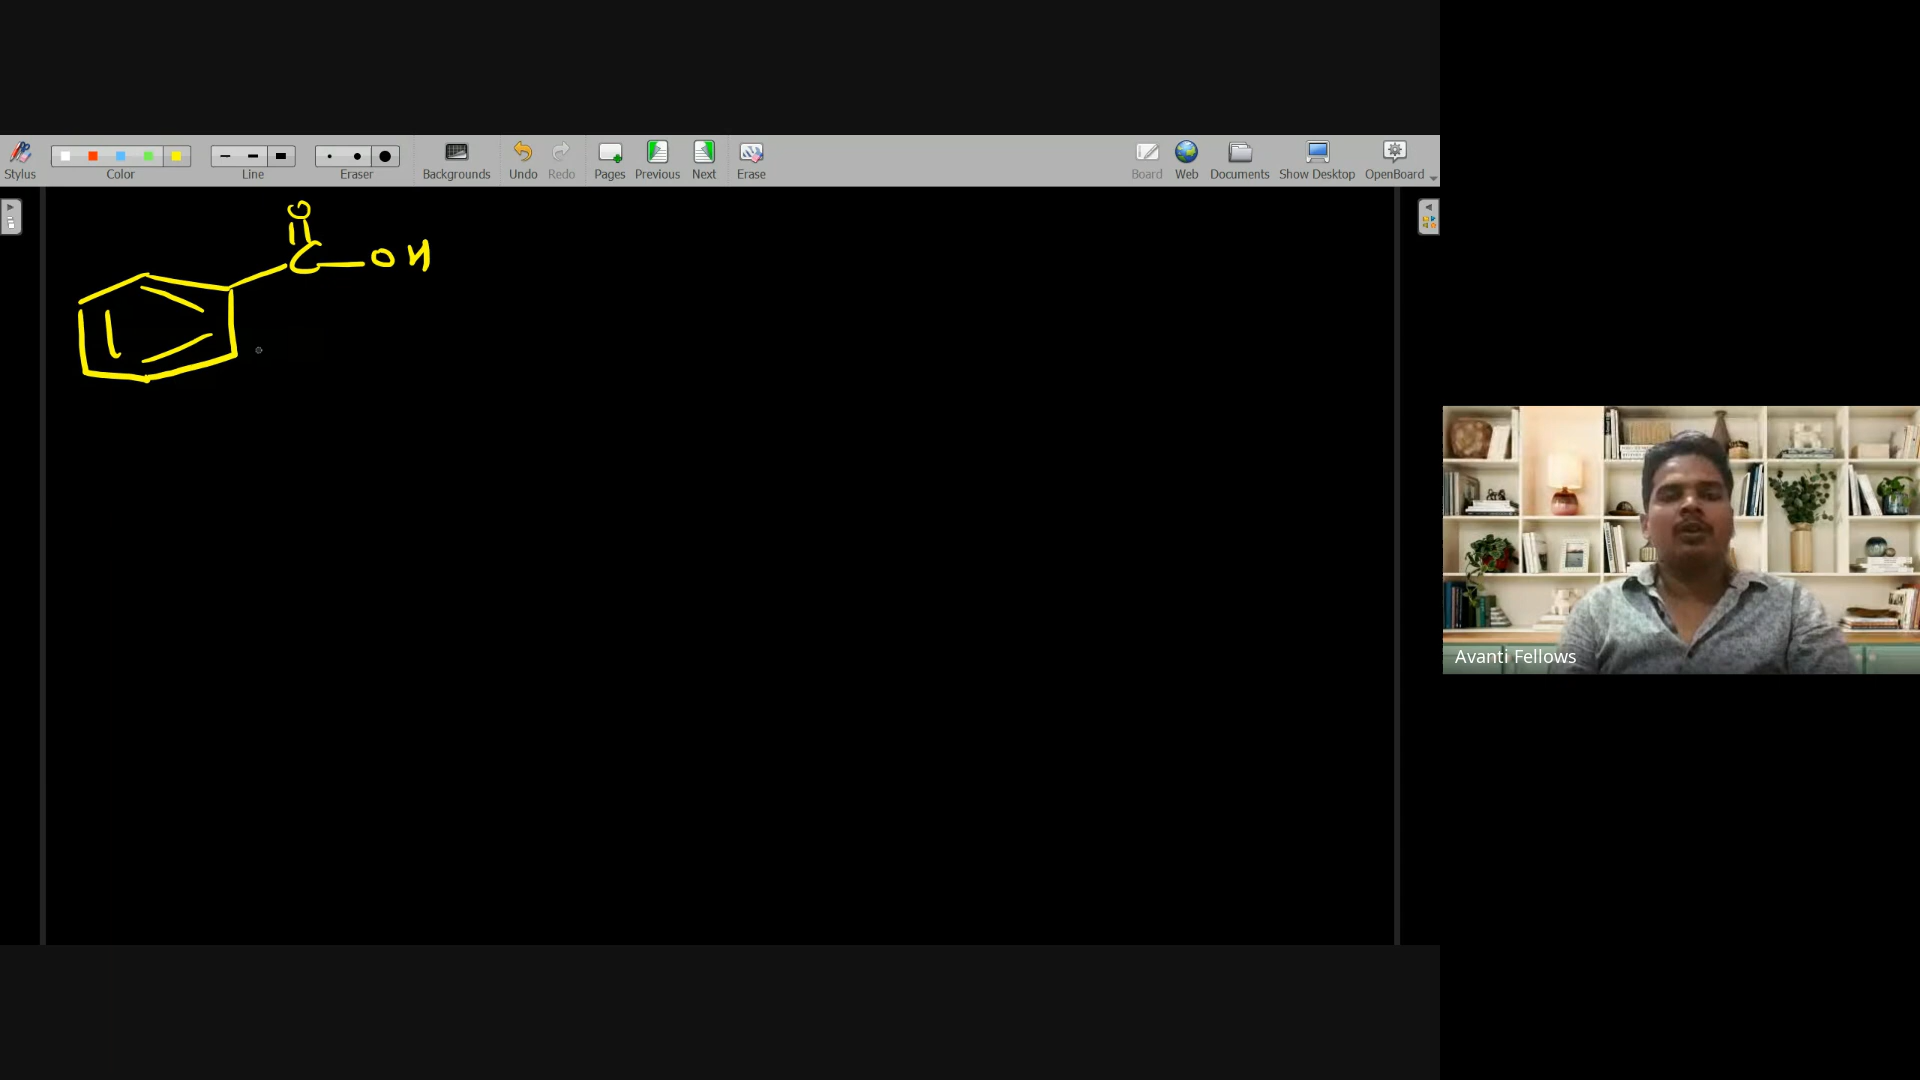 Stylus Color Line Eraser Backgrounds Undo Redo Pages Previous Next Erase Board Web Documents Show Desktop OpenBoard
O
C OH
Avanti Fellows